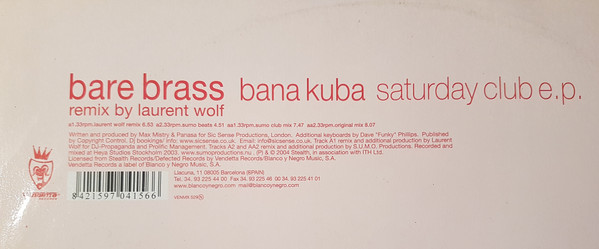 bare brass bana kuba saturday club e.p.
remix by laurent wolf
a1.33rpm.laurent wolf remix 6.50 a2.33rpm.sumo beats 4.51 aa1.33rpm.sumo club mix 7.47 aa2.33rpm.original mix 8.07
Written and produced by Max Mistry & Panasa for Sic Sense Productions, London. Additional keyboards by Dave "Funky" Phillips. Published
by Copyright Control, Dj bookings/ Info : www.sicsense.co.uk Email: info@sicsense.co.uk, Track A1 remix and additional production by Laurent
Wolf for DJ-Propaganda and Prolific Management. Tracks A2 and AA2 remix and additional production by S.U.M.O. Productions. Recorded and
mixed at Haya Studios Stockholm 2003. www.sumoproductions.nu , (P) & © 2004 Stealth. in association with ITH Ltd.
Licensed from Stealth Records/Defected Records by Vendetta Records/Blanco y Negro Music, S.A.
Vendetta Records a label of Blanco y Negro Music, S.A.
Llacuna, 11 08005 Barcelona (SPAIN)
Tel. 34. 93 225 44 00 Fax 34. 93 225 46 00 34. 93 225 41 01
www.blancoynegro.com mail@blancoynegro.com
8 421597 041566